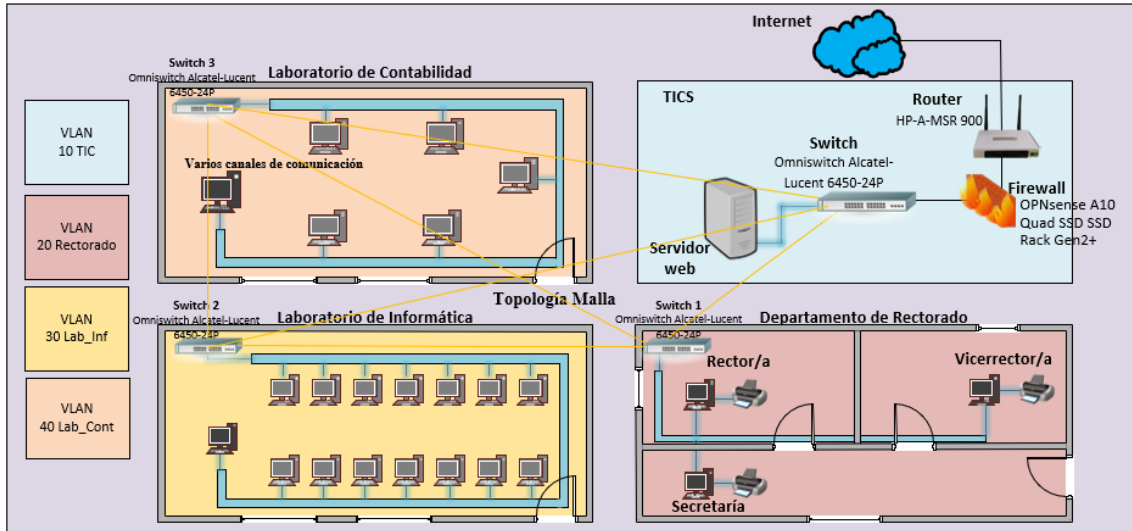 Internet
Switch 3
Omniswitch Alcatel-Lucent
6450-24P
Laboratorio de Contabilidad
TICS
Router
HP-A-MSR 900
VLAN
10 TIC
Switch
Omniswitch Alcatel-
Lucent 6450-24P
Varios canales de comunicación
Firewall
OPNsense A10
Quad SSD SSD
Rack Gen2+
VLAN
20 Rectorado
Servidor
web
Topología Malla
Switch 2
Omniswitch Alcatel-Lucent
6450-24P
Laboratorio de Informática
Switch 1
Omniswitch Alcatel-Lucent
6450-24P
Departamento de Rectorado
VLAN
30 Lab_Inf
Rector/a
Vicerrector/a
VLAN
40 Lab_Cont
Secretaría